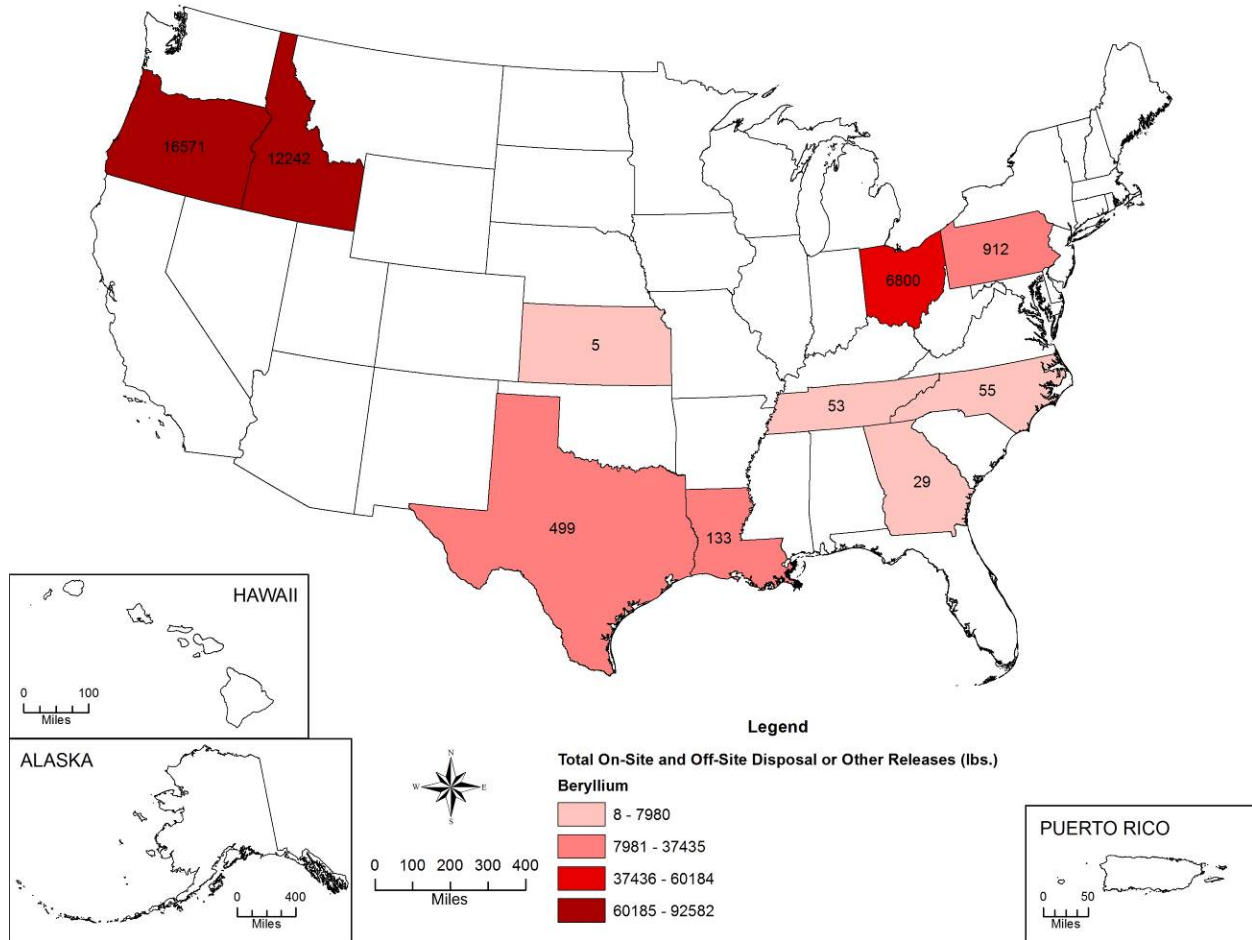 16571
12242
6800
912
5
53
55
29
499
133
HAWAII
0 100
Miles
ALASKA
0 400
Miles
N
W E
S
0 100 200 300 400
Miles
Legend
Total On-Site and Off-Site Disposal or Other Releases (lbs.)
Beryllium
8 - 7980
7981 - 37435
37436 - 60184
60185 - 92582
PUERTO RICO
0 50
Miles